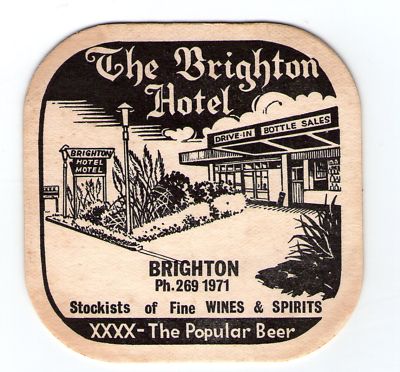 The Brighton
Hotel
DRIVE-IN BOTTLE SALES
BRIGHTON
HOTEL
MOTEL
BRIGHTON
Ph. 269 1971
Stockists of Fine WINES & SPIRITS
XXXX - The Popular Beer